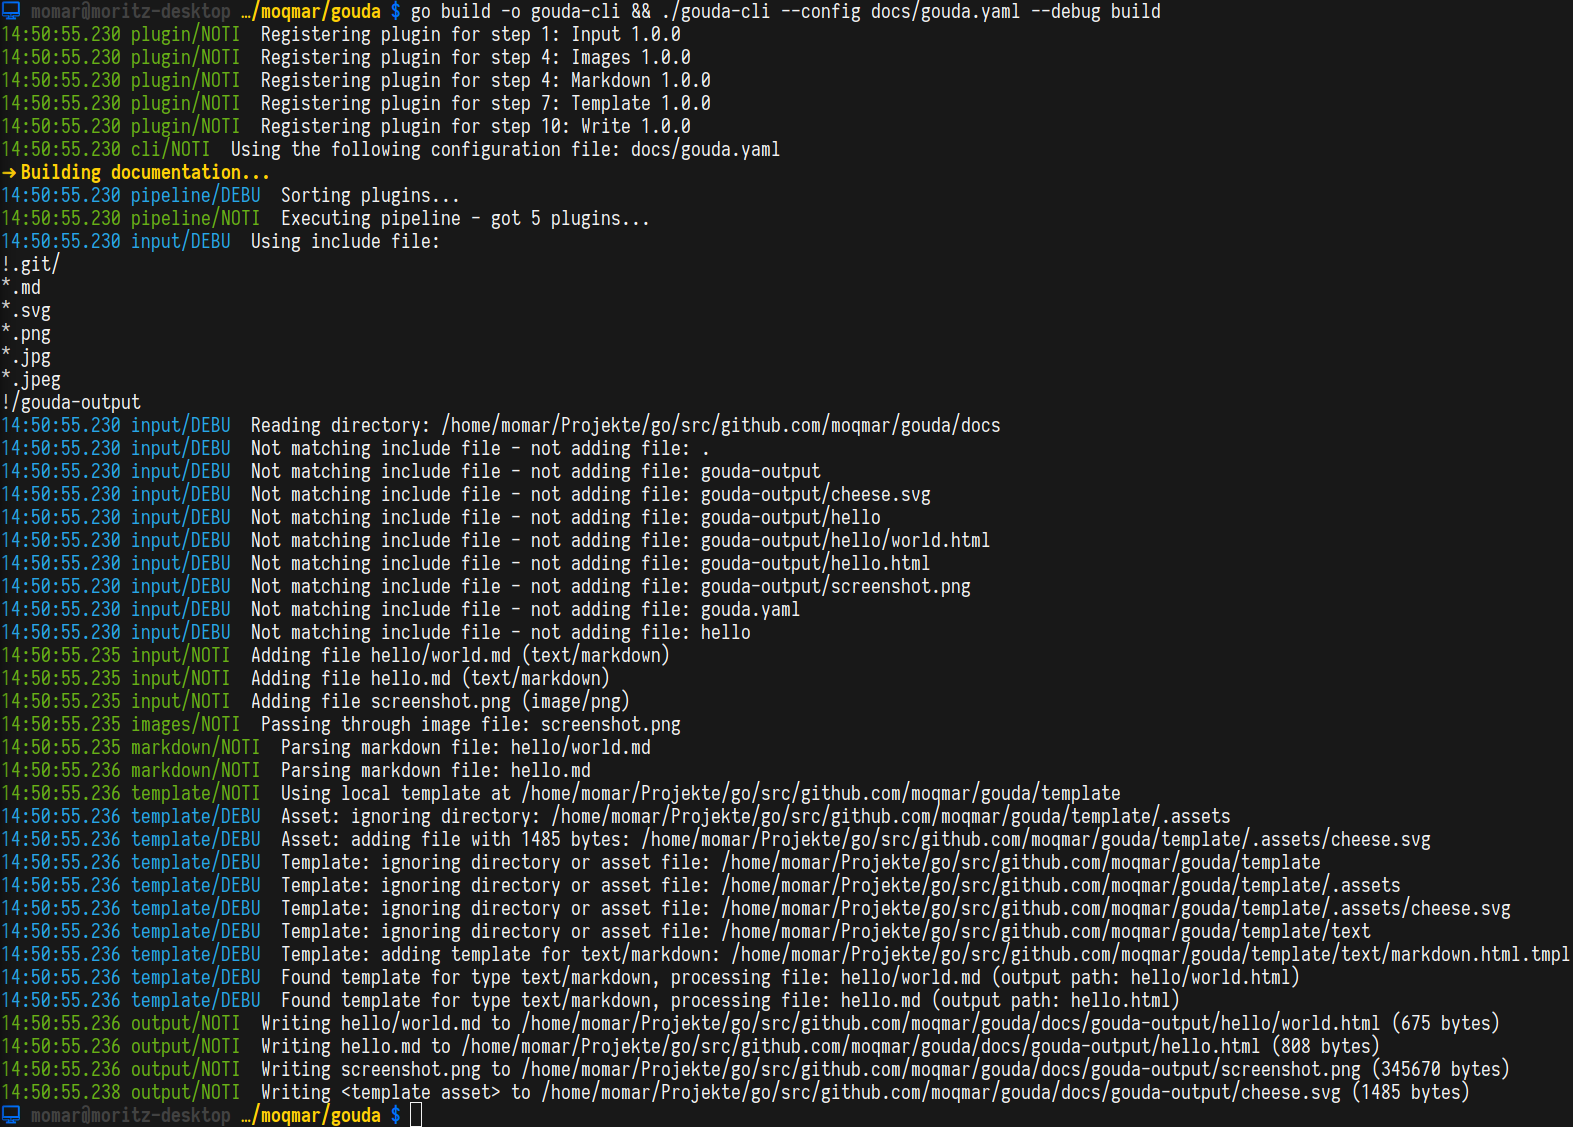 momar@moritz-desktop …/moqmar/gouda $ go build -o gouda-cli && ./gouda-cli --config docs/gouda.yaml --debug build
14:50:55.230 plugin/NOTI  Registering plugin for step 1: Input 1.0.0
14:50:55.230 plugin/NOTI  Registering plugin for step 4: Images 1.0.0
14:50:55.230 plugin/NOTI  Registering plugin for step 4: Markdown 1.0.0
14:50:55.230 plugin/NOTI  Registering plugin for step 7: Template 1.0.0
14:50:55.230 plugin/NOTI  Registering plugin for step 10: Write 1.0.0
14:50:55.230 cli/NOTI  Using the following configuration file: docs/gouda.yaml
➜ Building documentation...
14:50:55.230 pipeline/DEBU  Sorting plugins...
14:50:55.230 pipeline/NOTI  Executing pipeline - got 5 plugins...
14:50:55.230 input/DEBU  Using include file:
!.git/
*.md
*.svg
*.png
*.jpg
*.jpeg
!/gouda-output
14:50:55.230 input/DEBU  Reading directory: /home/momar/Projekte/go/src/github.com/moqmar/gouda/docs
14:50:55.230 input/DEBU  Not matching include file - not adding file: .
14:50:55.230 input/DEBU  Not matching include file - not adding file: gouda-output
14:50:55.230 input/DEBU  Not matching include file - not adding file: gouda-output/cheese.svg
14:50:55.230 input/DEBU  Not matching include file - not adding file: gouda-output/hello
14:50:55.230 input/DEBU  Not matching include file - not adding file: gouda-output/hello/world.html
14:50:55.230 input/DEBU  Not matching include file - not adding file: gouda-output/hello.html
14:50:55.230 input/DEBU  Not matching include file - not adding file: gouda-output/screenshot.png
14:50:55.230 input/DEBU  Not matching include file - not adding file: gouda.yaml
14:50:55.230 input/DEBU  Not matching include file - not adding file: hello
14:50:55.235 input/NOTI  Adding file hello/world.md (text/markdown)
14:50:55.235 input/NOTI  Adding file hello.md (text/markdown)
14:50:55.235 input/NOTI  Adding file screenshot.png (image/png)
14:50:55.235 images/NOTI  Passing through image file: screenshot.png
14:50:55.235 markdown/NOTI  Parsing markdown file: hello/world.md
14:50:55.236 markdown/NOTI  Parsing markdown file: hello.md
14:50:55.236 template/NOTI  Using local template at /home/momar/Projekte/go/src/github.com/moqmar/gouda/template
14:50:55.236 template/DEBU  Asset: ignoring directory: /home/momar/Projekte/go/src/github.com/moqmar/gouda/template/.assets
14:50:55.236 template/DEBU  Asset: adding file with 1485 bytes: /home/momar/Projekte/go/src/github.com/moqmar/gouda/template/.assets/cheese.svg
14:50:55.236 template/DEBU  Template: ignoring directory or asset file: /home/momar/Projekte/go/src/github.com/moqmar/gouda/template
14:50:55.236 template/DEBU  Template: ignoring directory or asset file: /home/momar/Projekte/go/src/github.com/moqmar/gouda/template/.assets
14:50:55.236 template/DEBU  Template: ignoring directory or asset file: /home/momar/Projekte/go/src/github.com/moqmar/gouda/template/.assets/cheese.svg
14:50:55.236 template/DEBU  Template: ignoring directory or asset file: /home/momar/Projekte/go/src/github.com/moqmar/gouda/template/text
14:50:55.236 template/DEBU  Template: adding template for text/markdown: /home/momar/Projekte/go/src/github.com/moqmar/gouda/template/text/markdown.html.tmpl
14:50:55.236 template/DEBU  Found template for type text/markdown, processing file: hello/world.md (output path: hello/world.html)
14:50:55.236 template/DEBU  Found template for type text/markdown, processing file: hello.md (output path: hello.html)
14:50:55.236 output/NOTI  Writing hello/world.md to /home/momar/Projekte/go/src/github.com/moqmar/gouda/docs/gouda-output/hello/world.html (675 bytes)
14:50:55.236 output/NOTI  Writing hello.md to /home/momar/Projekte/go/src/github.com/moqmar/gouda/docs/gouda-output/hello.html (808 bytes)
14:50:55.236 output/NOTI  Writing screenshot.png to /home/momar/Projekte/go/src/github.com/moqmar/gouda/docs/gouda-output/screenshot.png (345670 bytes)
14:50:55.238 output/NOTI  Writing <template asset> to /home/momar/Projekte/go/src/github.com/moqmar/gouda/docs/gouda-output/cheese.svg (1485 bytes)
momar@moritz-desktop …/moqmar/gouda $